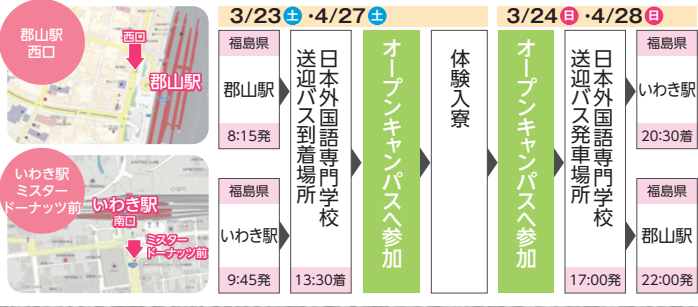 郡山駅
西口
西口
郡山駅
いわき駅
ミスター
ドーナッツ前
いわき駅
南口
ミスター
ドーナッツ前
3/23土・4/27土
福島県
郡山駅
8:15発
福島県
いわき駅
9:45発
日本外国語専門学校
送迎バス到着場所
13:30着
オープンキャンパスへ参加
体験入寮
3/24日・4/28日
オープンキャンパスへ参加
日本外国語専門学校
送迎バス発車場所
17:00発
福島県
いわき駅
20:30着
福島県
郡山駅
22:00発